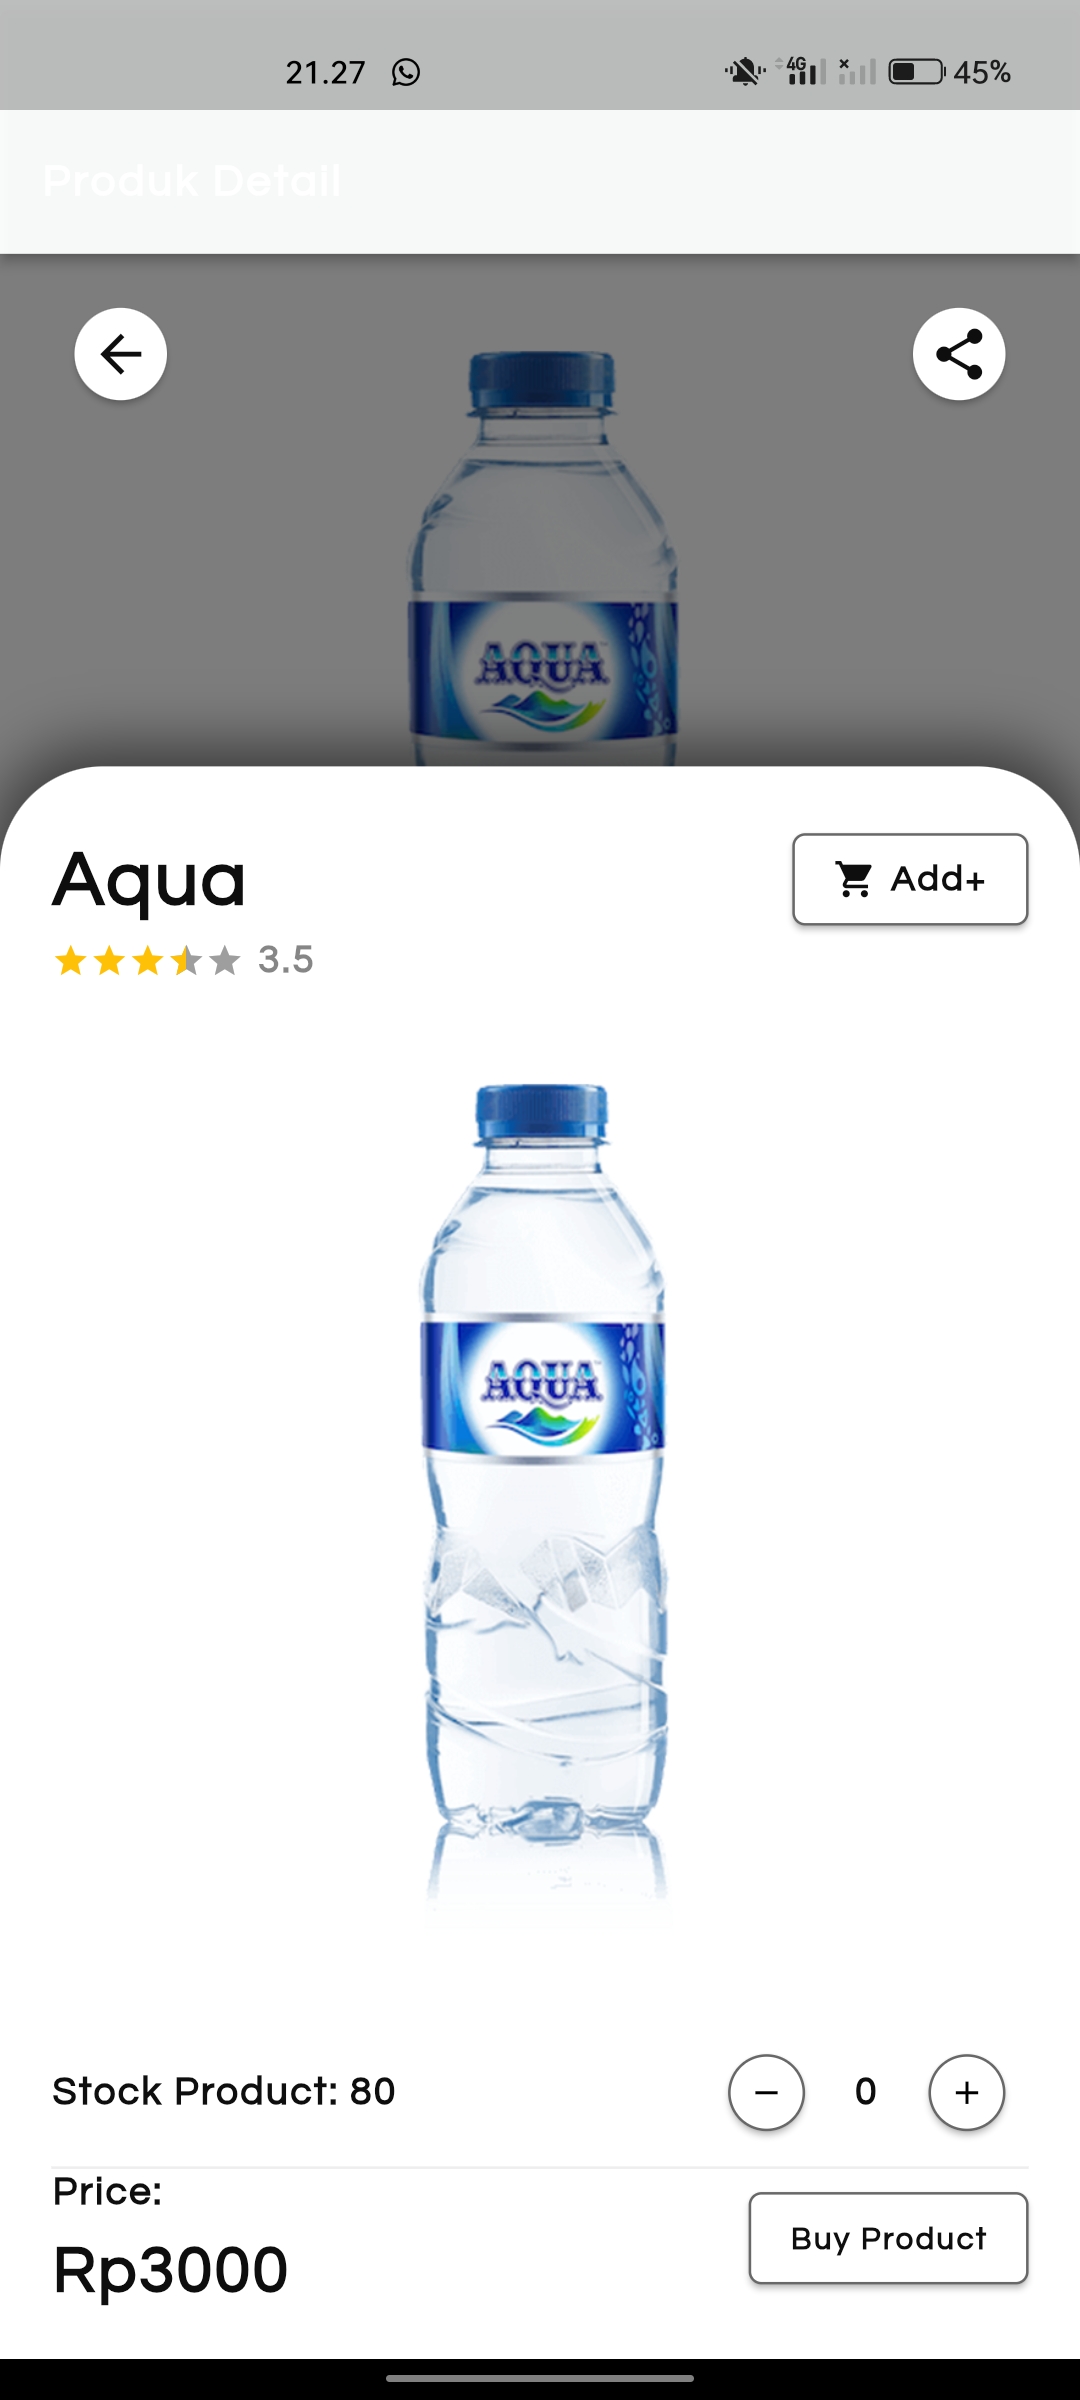 21.27 4G 45%
Produk Detail
AQUA
Aqua
Add+
3.5
AQUA
Stock Product: 80
− 0 +
Price:
Rp3000
Buy Product